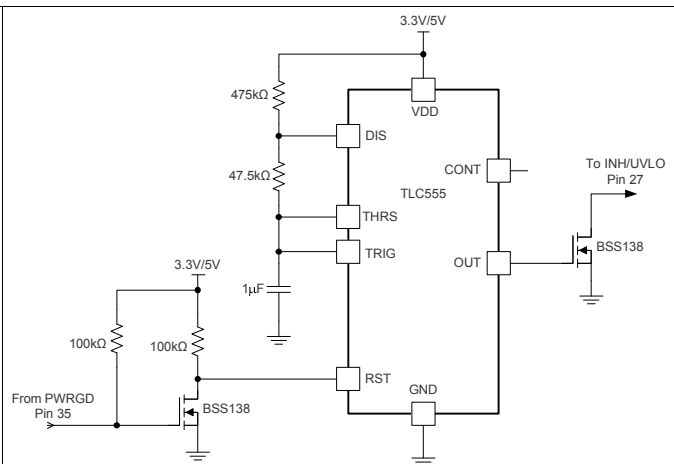 3.3V/5V
475kΩ
VDD
DIS
CONT
To INH/UVLO
Pin 27
47.5kΩ
TLC555
THRS
BSS138
TRIG
OUT
3.3V/5V
1μF
100kΩ
100kΩ
RST
GND
From PWRGD
Pin 35
BSS138